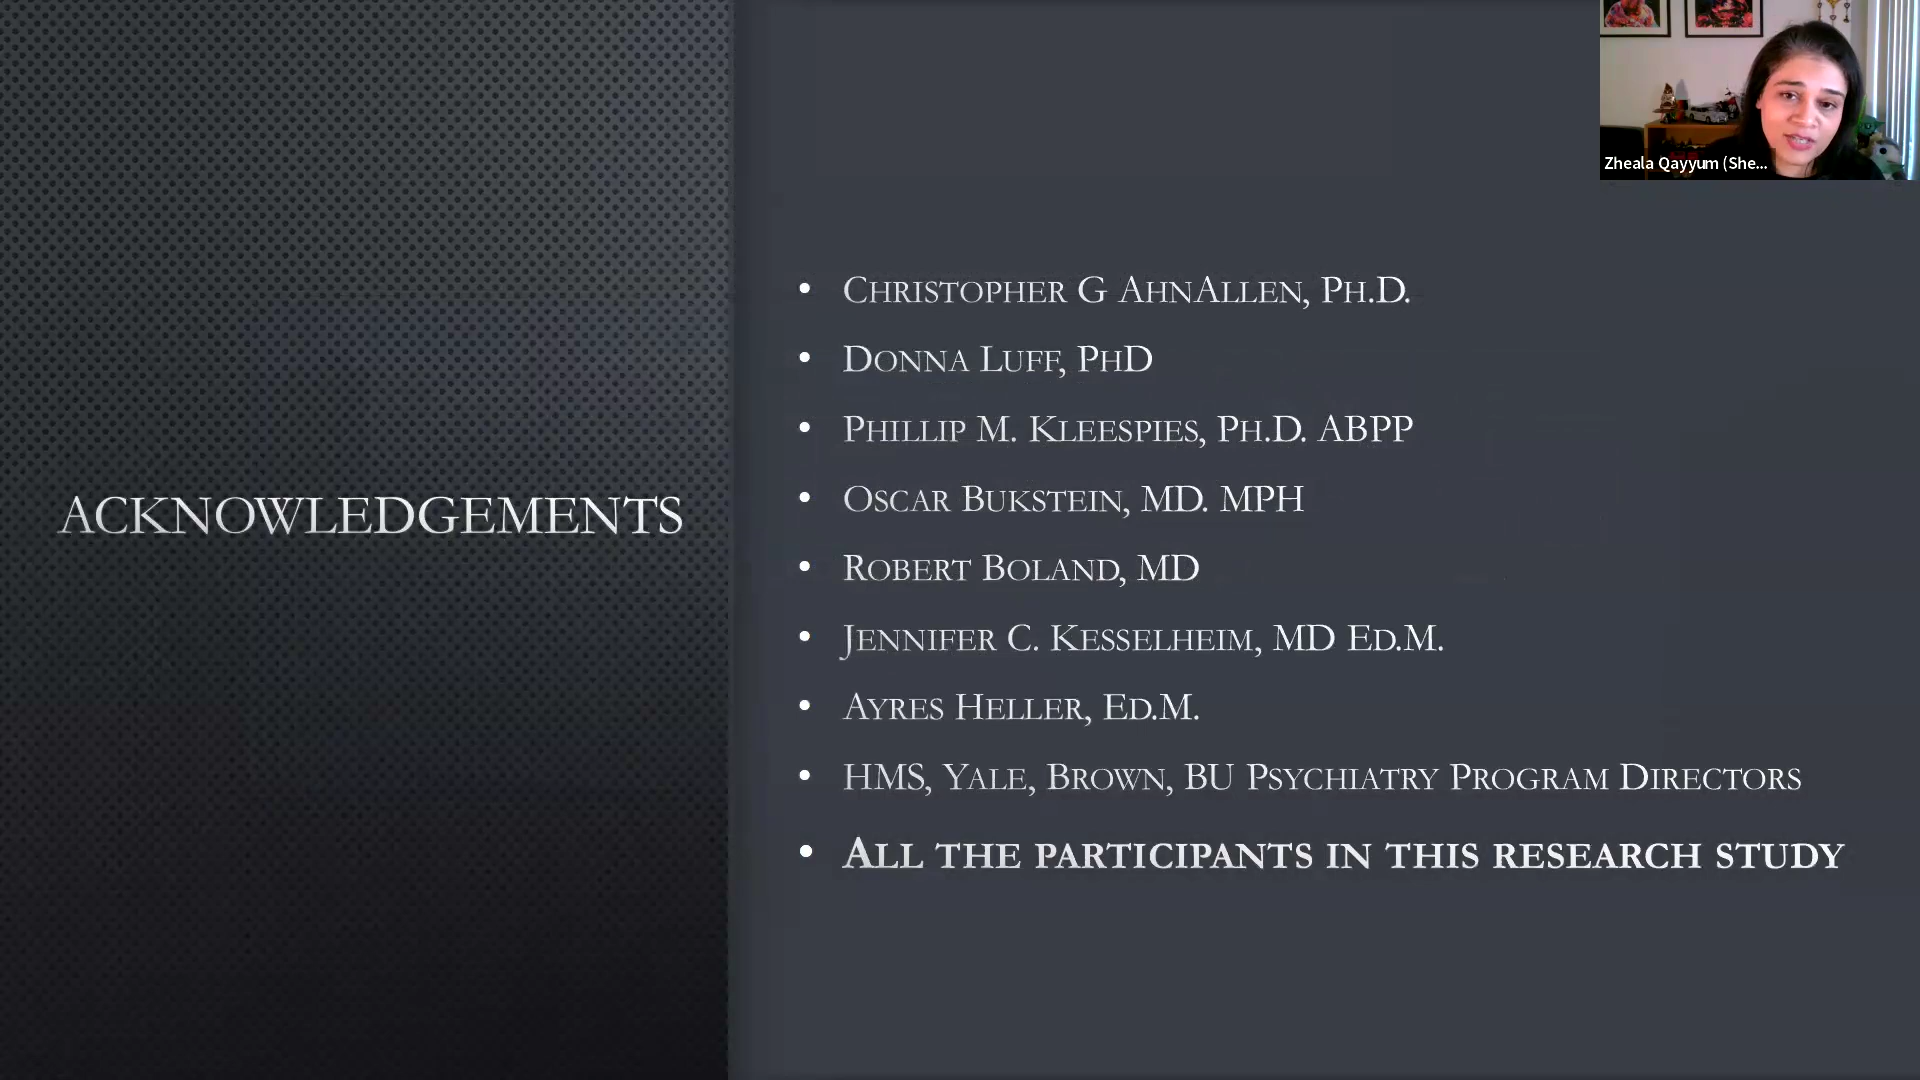 Zheala Qayyum (She...
ACKNOWLEDGEMENTS
• CHRISTOPHER G AHNALLEN, PH.D.
• DONNA LUFF, PHD
• PHILLIP M. KLEESPIES, PH.D. ABPP
• OSCAR BUKSTEIN, MD. MPH
• ROBERT BOLAND, MD
• JENNIFER C. KESSELHEIM, MD ED.M.
• AYRES HELLER, ED.M.
• HMS, YALE, BROWN, BU PSYCHIATRY PROGRAM DIRECTORS
• ALL THE PARTICIPANTS IN THIS RESEARCH STUDY